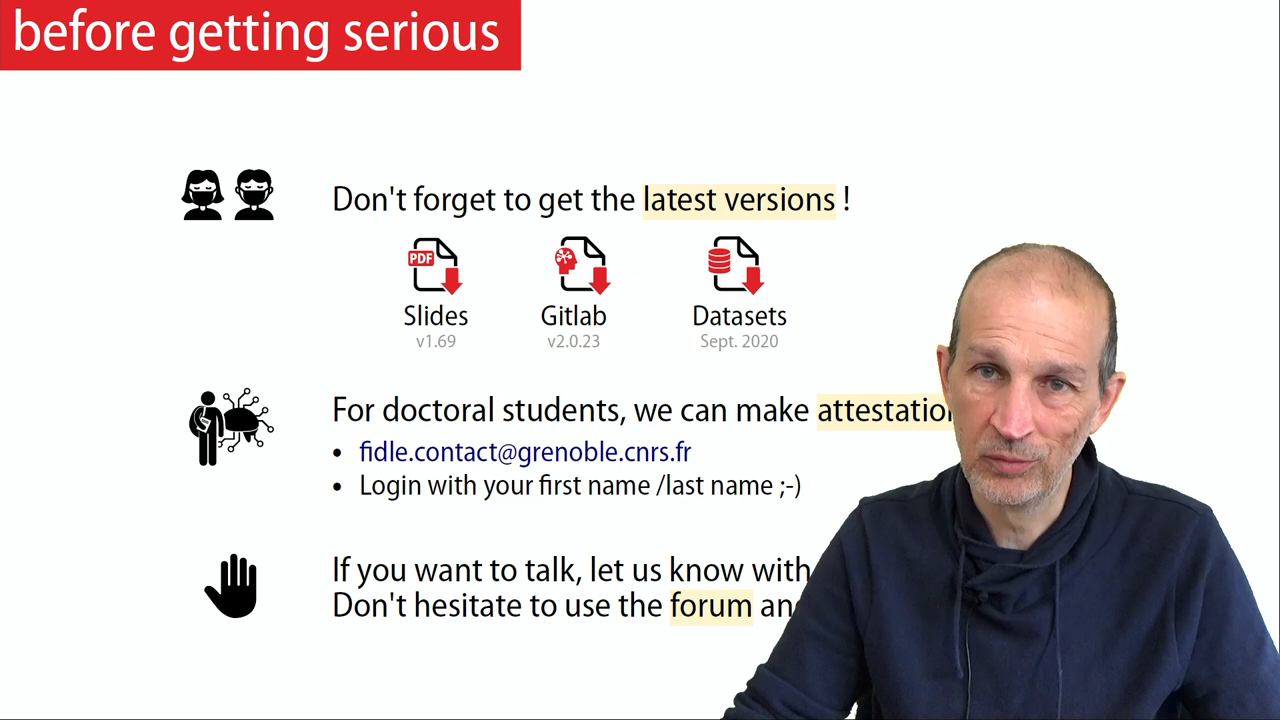 before getting serious
Don't forget to get the latest versions !
PDF
Slides
Gitlab
Datasets
v1.69
v2.0.23
Sept. 2020
For doctoral students, we can make
fidle.contact@grenoble.cnrs.fr
Login with your first name /last name ;-)
If you want to talk, let us know with
Don't hesitate to use the forum